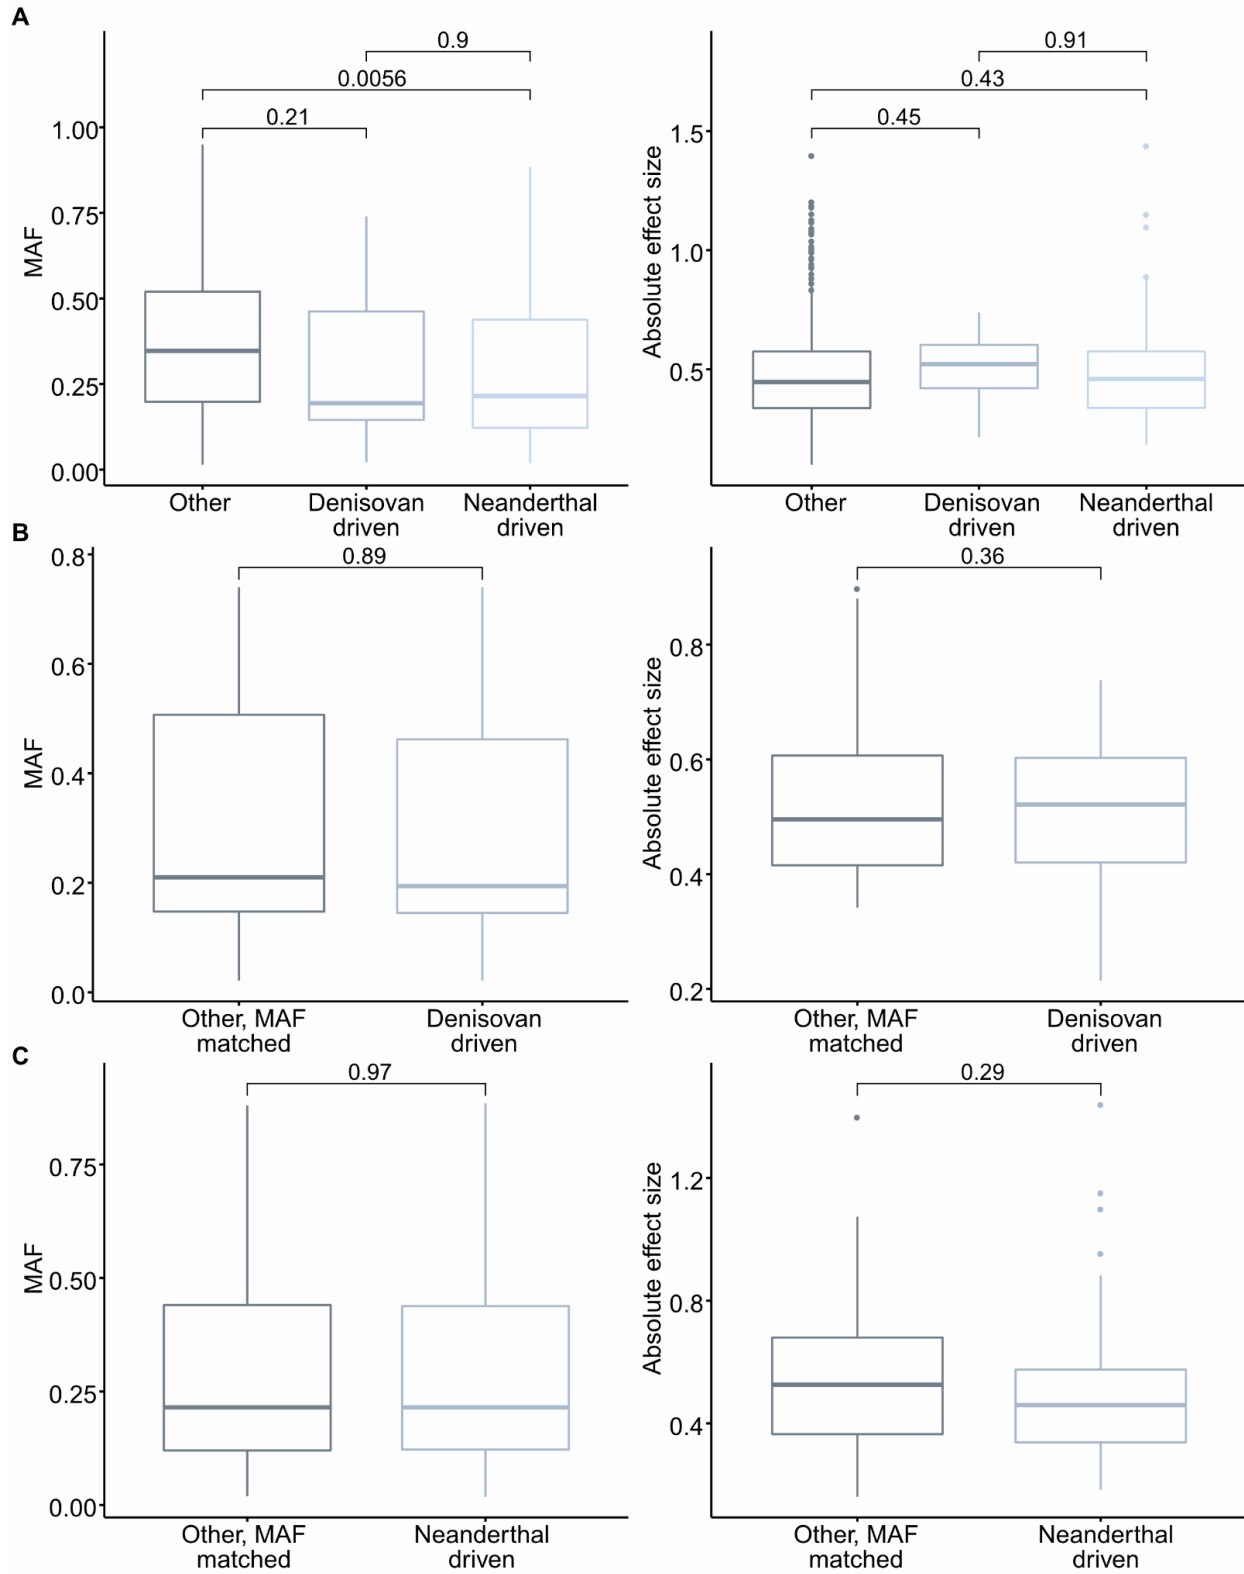 A
0.9
0.0056
0.21
1.00
0.75
0.50
0.25
0.00
MAF
Other
Denisovan
driven
Neanderthal
driven
0.91
0.43
0.45
1.5
1.0
0.5
Absolute effect size
Other
Denisovan
driven
Neanderthal
driven
B
0.89
0.8
0.6
0.4
0.2
0.0
MAF
Other, MAF
matched
Denisovan
driven
0.36
0.8
0.6
0.4
0.2
Absolute effect size
Other, MAF
matched
Denisovan
driven
C
0.97
0.75
0.50
0.25
0.00
MAF
Other, MAF
matched
Neanderthal
driven
0.29
1.2
0.8
0.4
Absolute effect size
Other, MAF
matched
Neanderthal
driven